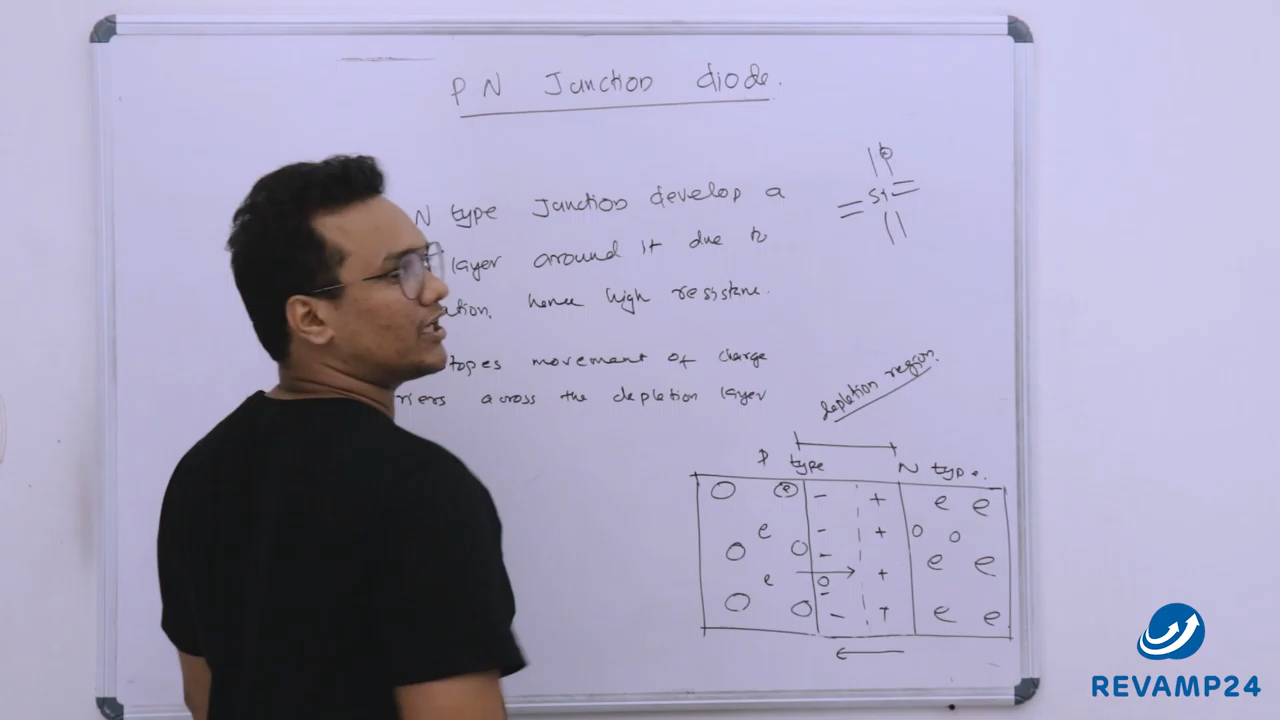 P N Junction diode.
N type Junction develop a
layer around it due to
ation, hence high resistance.
topes movement of charge
rriers across the depletion layer
Si
depletion region.
P type N type.
e - + e e
e - + o o
- e e
e + 
- + e e
REVAMP24